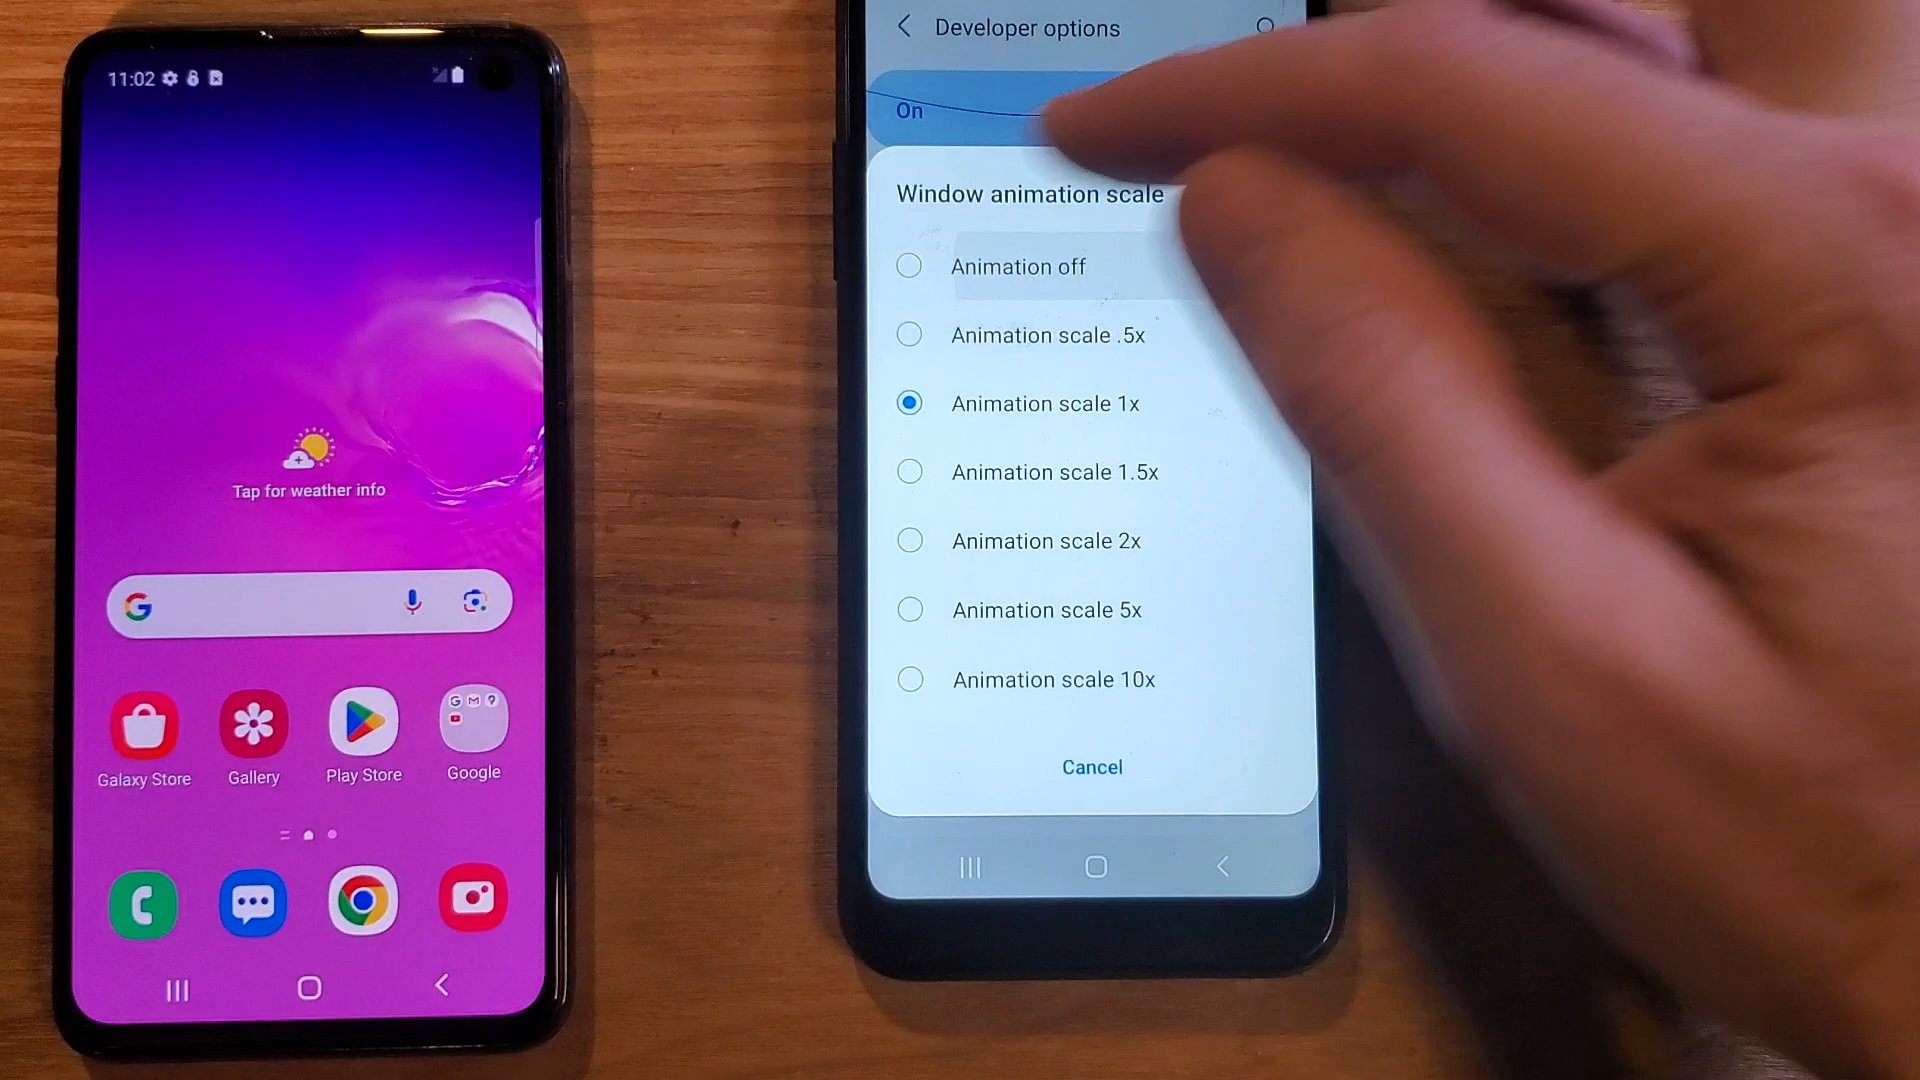 11:02
Tap for weather info
Galaxy Store
Gallery
Play Store
Google
Developer options
On
Window animation scale
Animation off
Animation scale .5x
Animation scale 1x
Animation scale 1.5x
Animation scale 2x
Animation scale 5x
Animation scale 10x
Cancel